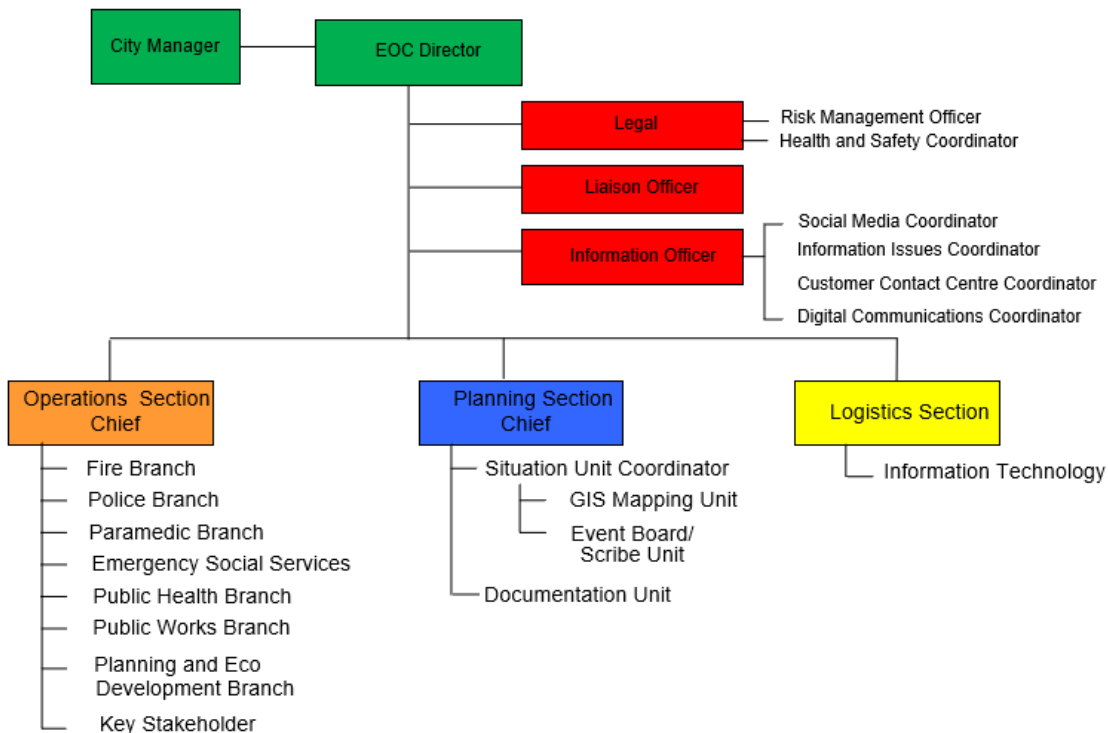 City Manager
EOC Director
Legal
Risk Management Officer
Health and Safety Coordinator
Liaison Officer
Information Officer
Social Media Coordinator
Information Issues Coordinator
Customer Contact Centre Coordinator
Digital Communications Coordinator
Operations Section
Chief
Fire Branch
Police Branch
Paramedic Branch
Emergency Social Services
Public Health Branch
Public Works Branch
Planning and Eco
Development Branch
Key Stakeholder
Planning Section
Chief
Situation Unit Coordinator
GIS Mapping Unit
Event Board/
Scribe Unit
Documentation Unit
Logistics Section
Information Technology